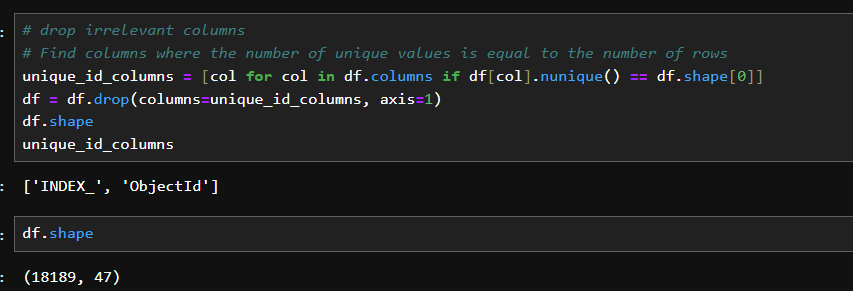 :
# drop irrelevant columns
# Find columns where the number of unique values is equal to the number of rows
unique_id_columns = [col for col in df.columns if df[col].nunique() == df.shape[0]]
df = df.drop(columns=unique_id_columns, axis=1)
df.shape
unique_id_columns
: ['INDEX_', 'ObjectId']
: df.shape
: (18189, 47)